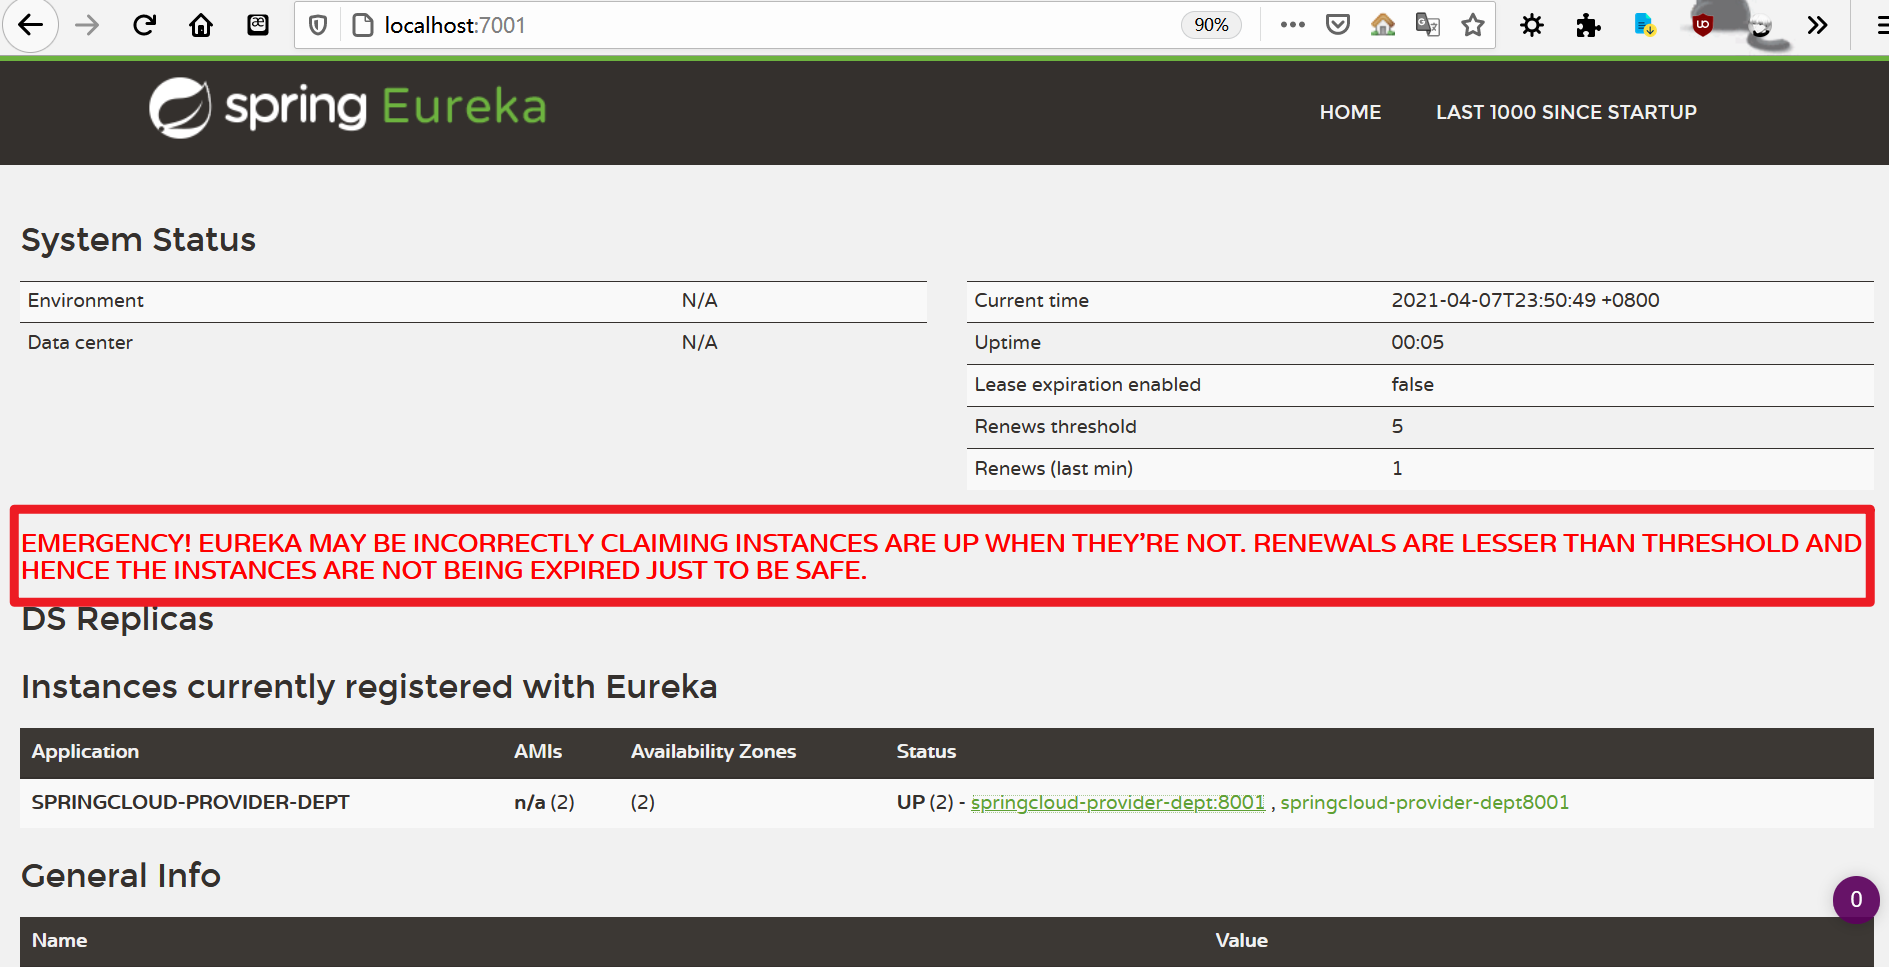 localhost:7001
90%
spring Eureka
HOME
LAST 1000 SINCE STARTUP
System Status
Environment N/A
Data center N/A
Current time 2021-04-07T23:50:49 +0800
Uptime 00:05
Lease expiration enabled false
Renews threshold 5
Renews (last min) 1
EMERGENCY! EUREKA MAY BE INCORRECTLY CLAIMING INSTANCES ARE UP WHEN THEY'RE NOT. RENEWALS ARE LESSER THAN THRESHOLD AND
HENCE THE INSTANCES ARE NOT BEING EXPIRED JUST TO BE SAFE.
DS Replicas
Instances currently registered with Eureka
Application AMIs Availability Zones Status
SPRINGCLOUD-PROVIDER-DEPT n/a (2) (2) UP (2) - springcloud-provider-dept:8001 , springcloud-provider-dept8001
General Info
0
Name Value